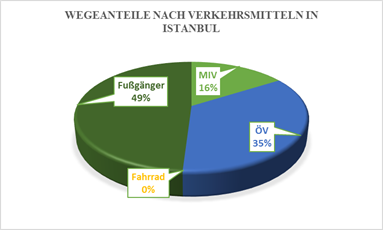 WEGEANTEILE NACH VERKEHRSMITTELN IN
ISTANBUL
MIV
16%
Fußgänger
49%
ÖV
35%
Fahrrad
0%